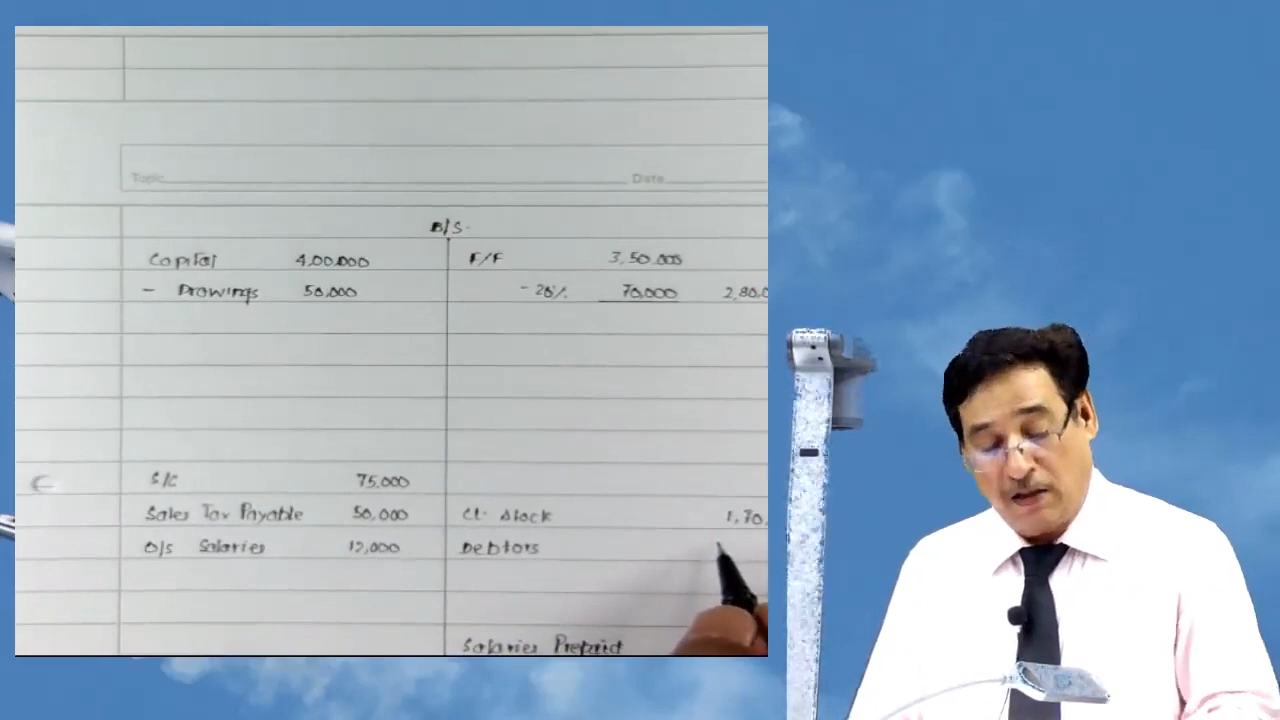 Topic Date
B/S.
Capital 4,00,000 F/F 3,50,000
- Drawings 50,000 - 20% 70,000 2,80,0
S/C 75,000
Sales Tax Payable 50,000 Cl. Stock 1,70,
O/s Salaries 12,000 Debtors
Salaries Prepaid